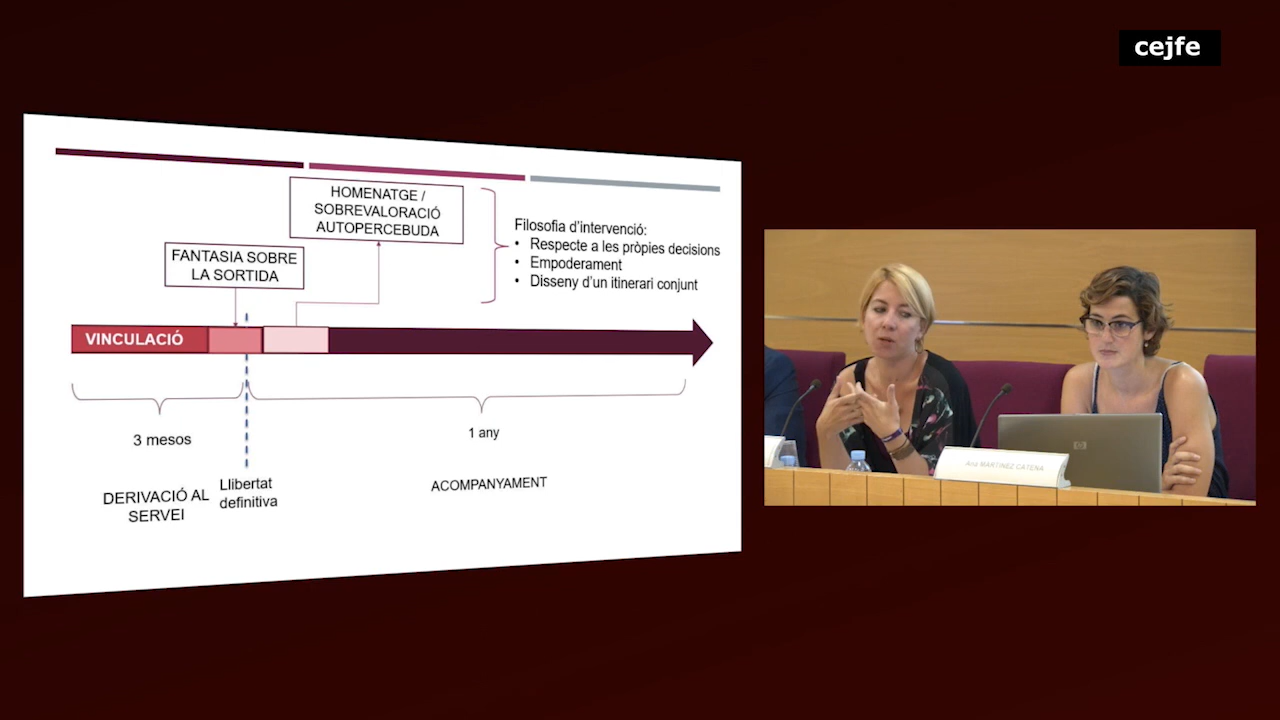 cejfe
HOMENATGE /
SOBREVALORACIÓ
AUTOPERCEBUDA
Filosofia d'intervenció:
• Respecte a les pròpies decisions
• Empoderament
• Disseny d'un itinerari conjunt
FANTASIA SOBRE
LA SORTIDA
VINCULACIÓ
3 mesos
1 any
DERIVACIÓ AL
SERVEI
Llibertat
definitiva
ACOMPANYAMENT
Ana MARTÍNEZ CATENA
hp